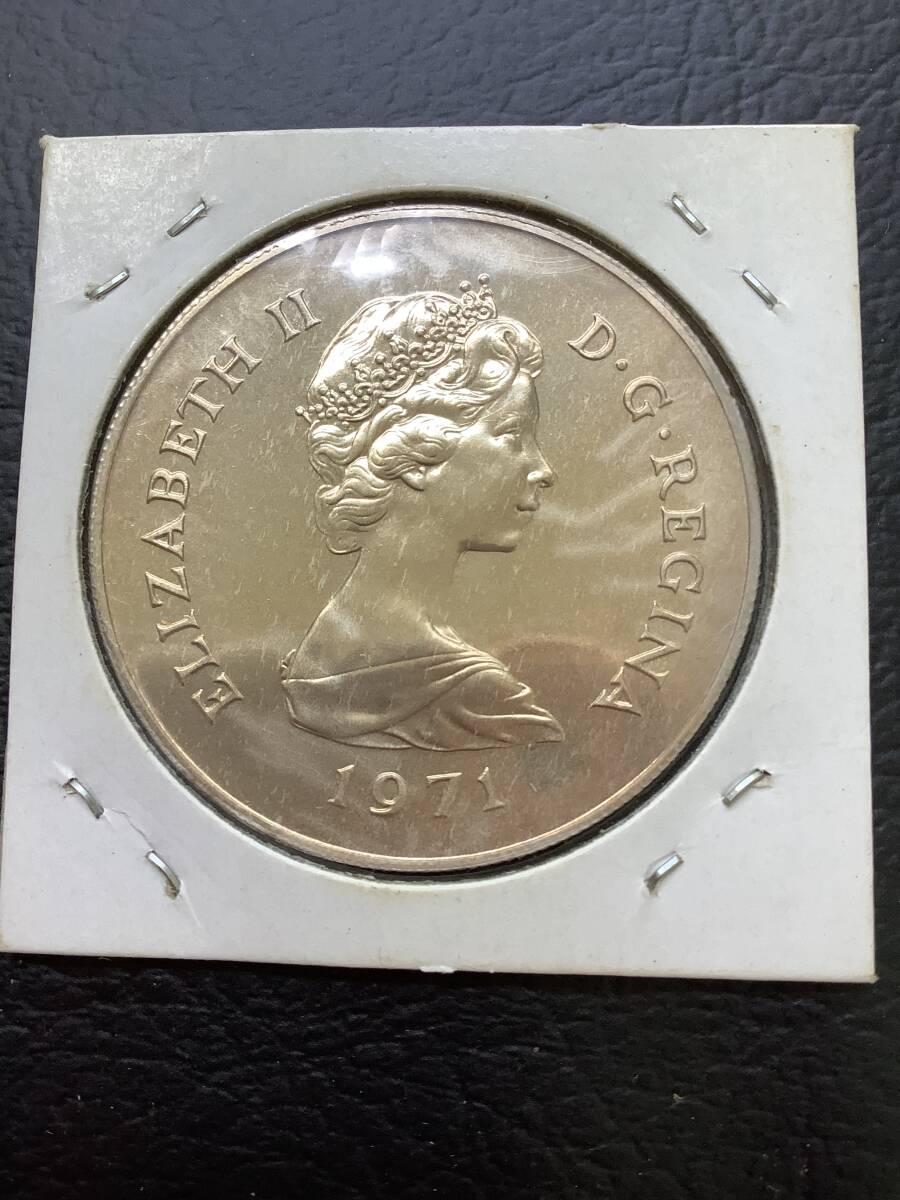 ELIZABETH II
D·G·REGINA
1971